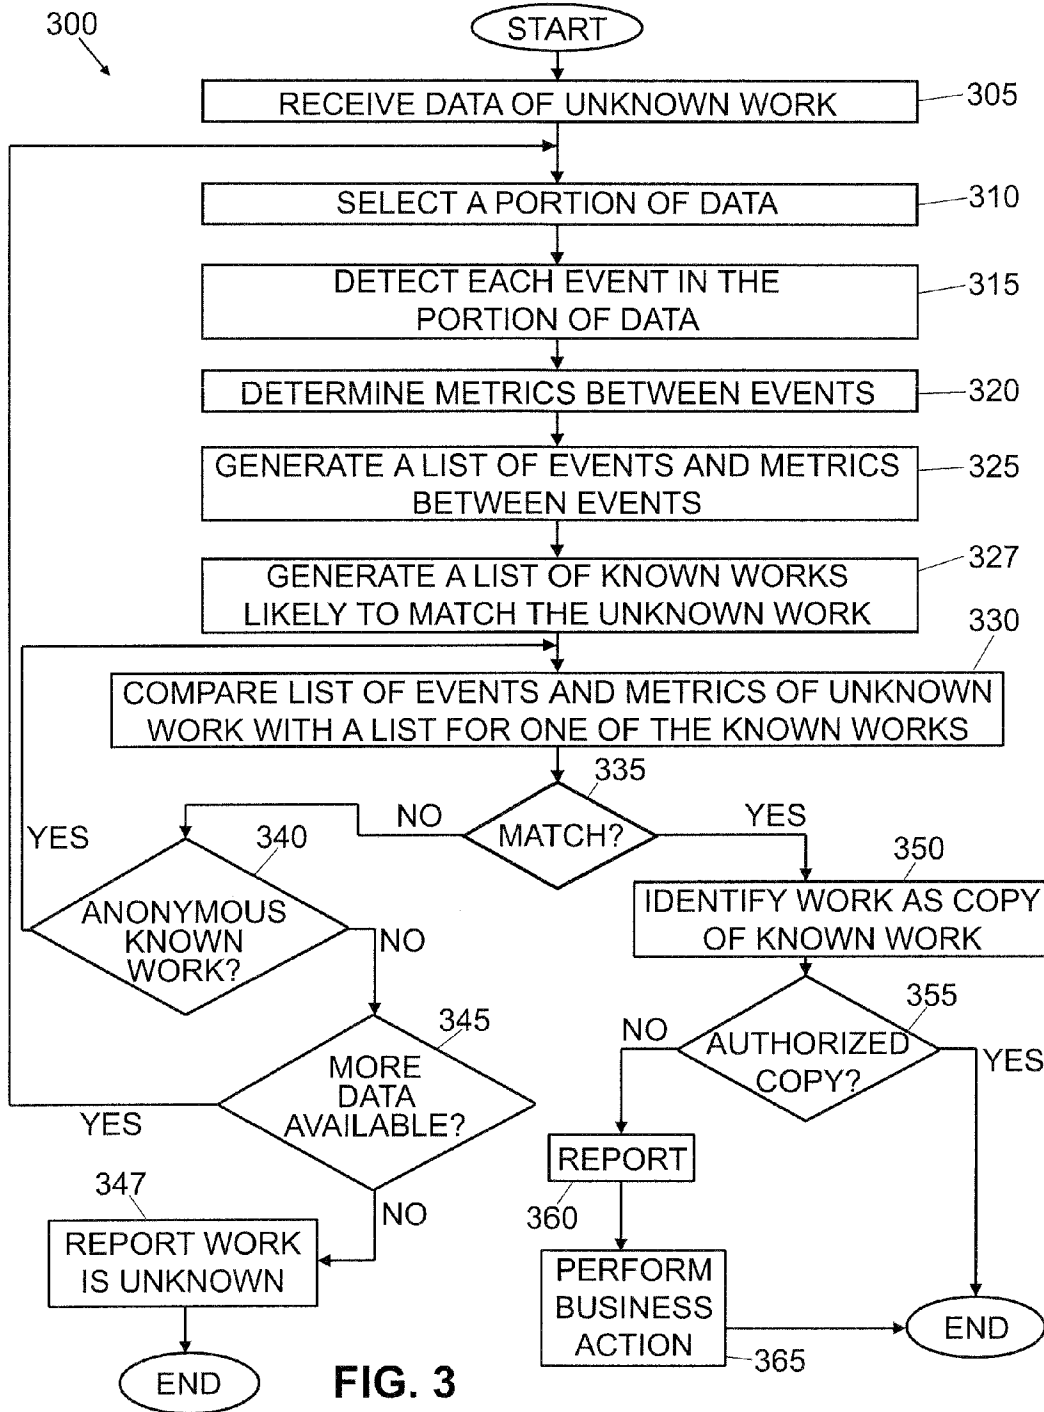 300
START
RECEIVE DATA OF UNKNOWN WORK
305
SELECT A PORTION OF DATA
310
DETECT EACH EVENT IN THE
PORTION OF DATA
315
DETERMINE METRICS BETWEEN EVENTS
320
GENERATE A LIST OF EVENTS AND METRICS
BETWEEN EVENTS
325
GENERATE A LIST OF KNOWN WORKS
LIKELY TO MATCH THE UNKNOWN WORK
327
330
COMPARE LIST OF EVENTS AND METRICS OF UNKNOWN
WORK WITH A LIST FOR ONE OF THE KNOWN WORKS
335
MATCH?
NO
YES
YES
340
ANONYMOUS
KNOWN
WORK?
NO
350
IDENTIFY WORK AS COPY
OF KNOWN WORK
355
AUTHORIZED
COPY?
NO
YES
345
MORE
DATA
AVAILABLE?
YES
NO
REPORT
360
347
REPORT WORK
IS UNKNOWN
PERFORM
BUSINESS
ACTION
365
END
END
FIG. 3